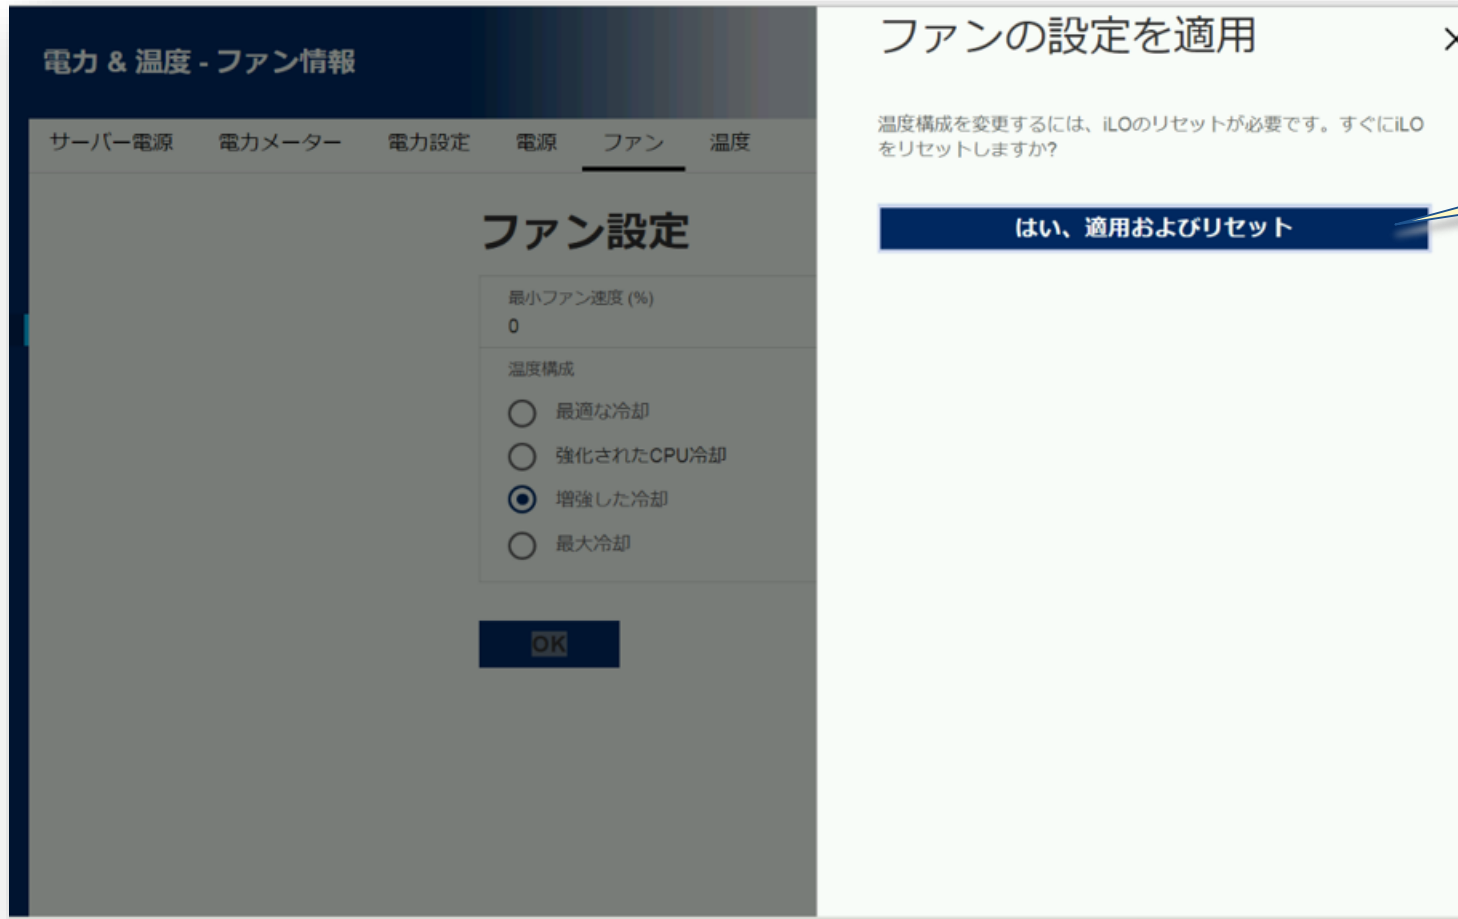 電力 & 温度 - ファン情報
サーバー電源 電力メーター 電力設定 電源 ファン 温度
ファン設定
最小ファン速度 (%)
0
温度構成
最適な冷却
強化されたCPU冷却
増強した冷却
最大冷却
OK
ファンの設定を適用
温度構成を変更するには、iLOのリセットが必要です。すぐにiLO
をリセットしますか?
はい、適用およびリセット